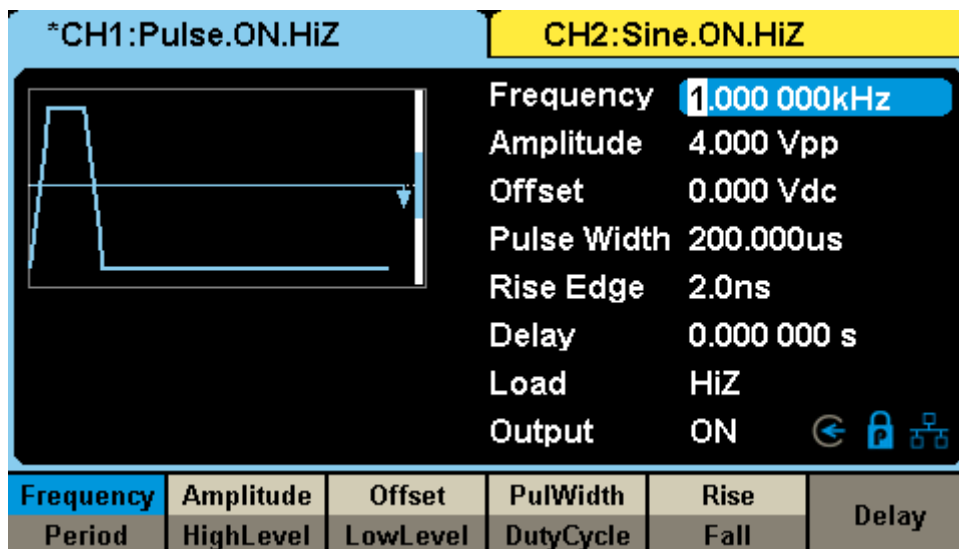 *CH1:Pulse.ON.HiZ CH2:Sine.ON.HiZ
Frequency 1.000 000kHz
Amplitude 4.000 Vpp
Offset 0.000 Vdc
Pulse Width 200.000us
Rise Edge 2.0ns
Delay 0.000 000 s
Load HiZ
Output ON P
Frequency Amplitude Offset PulWidth Rise Delay
Period HighLevel LowLevel DutyCycle Fall